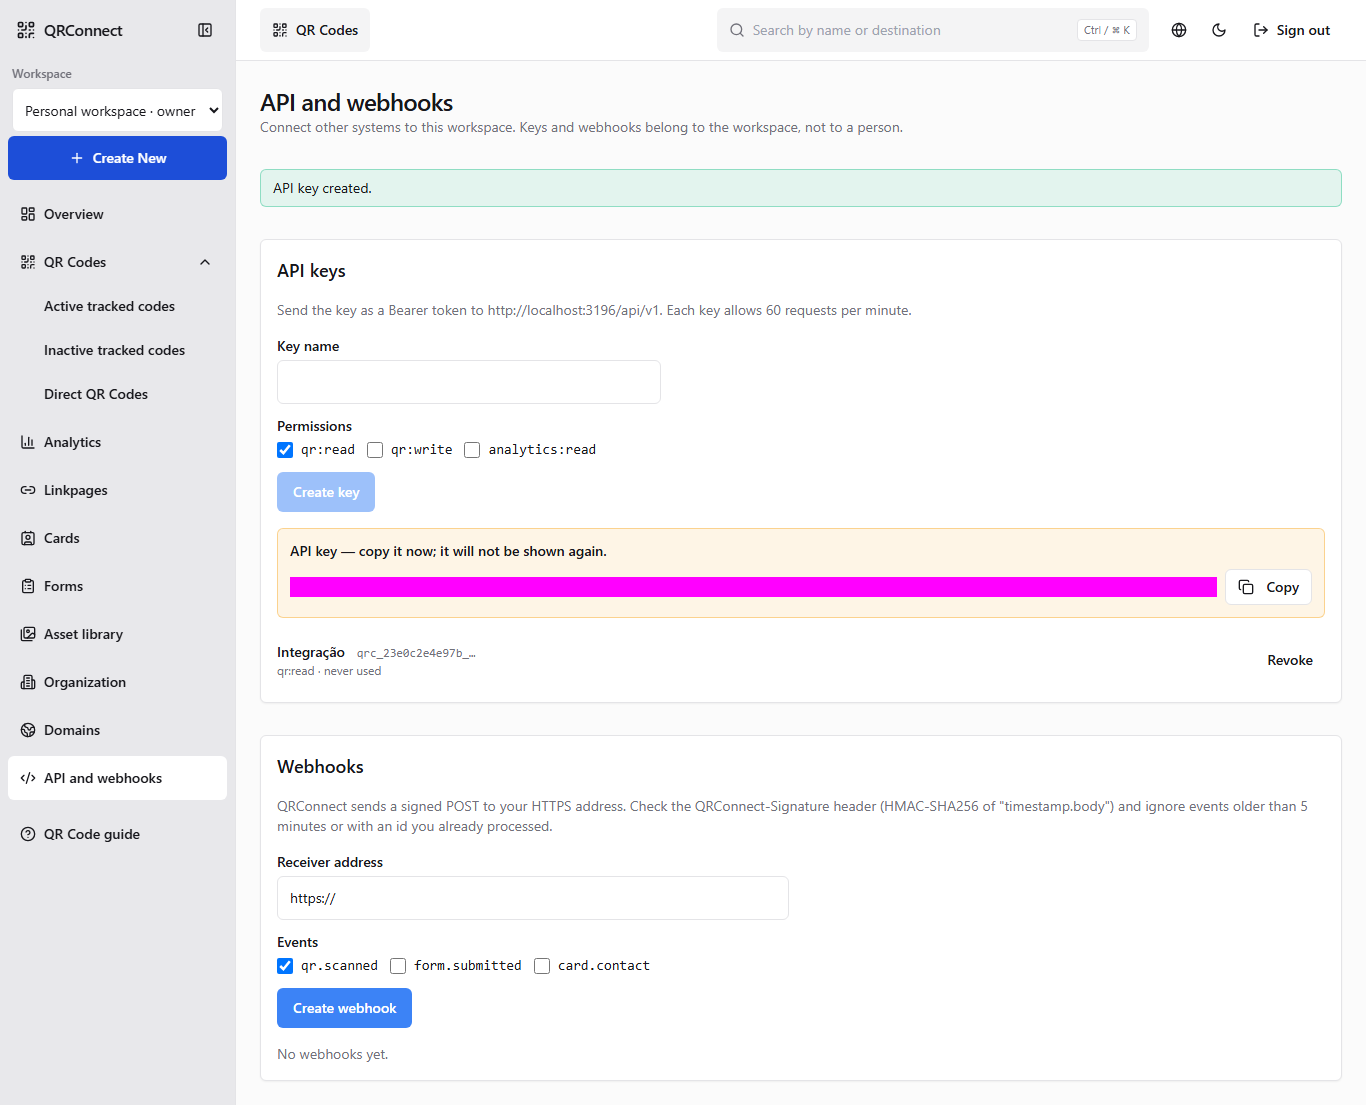 QRConnect
QR Codes
Search by name or destination
Ctrl / ⌘ K
Sign out
Workspace
Personal workspace · owner
Create New
Overview
QR Codes
Active tracked codes
Inactive tracked codes
Direct QR Codes
Analytics
Linkpages
Cards
Forms
Asset library
Organization
Domains
API and webhooks
QR Code guide
API and webhooks
Connect other systems to this workspace. Keys and webhooks belong to the workspace, not to a person.
API key created.
API keys
Send the key as a Bearer token to http://localhost:3196/api/v1. Each key allows 60 requests per minute.
Key name
Permissions
qr:read qr:write analytics:read
Create key
API key — copy it now; it will not be shown again.
Copy
Integração qrc_23e0c2e4e97b_…
qr:read · never used
Revoke
Webhooks
QRConnect sends a signed POST to your HTTPS address. Check the QRConnect-Signature header (HMAC-SHA256 of "timestamp.body") and ignore events older than 5
minutes or with an id you already processed.
Receiver address
https://
Events
qr.scanned form.submitted card.contact
Create webhook
No webhooks yet.